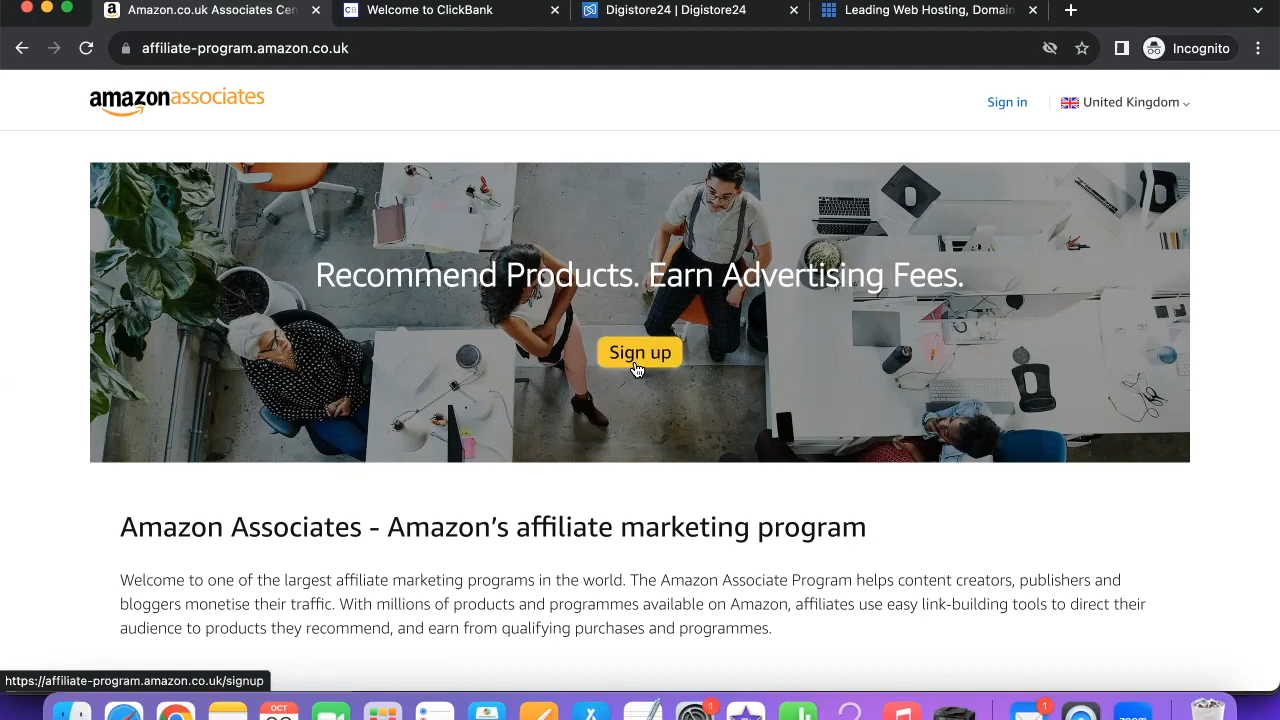 Amazon.co.uk Associates Cen
CB
Welcome to ClickBank
Digistore24 | Digistore24
Leading Web Hosting, Domain
affiliate-program.amazon.co.uk
Incognito
amazonassociates
Sign in
United Kingdom
Recommend Products. Earn Advertising Fees.
Sign up
Amazon Associates - Amazon’s affiliate marketing program
Welcome to one of the largest affiliate marketing programs in the world. The Amazon Associate Program helps content creators, publishers and
bloggers monetise their traffic. With millions of products and programmes available on Amazon, affiliates use easy link-building tools to direct their
audience to products they recommend, and earn from qualifying purchases and programmes.
https://affiliate-program.amazon.co.uk/signup
OCT
1
1
zoom